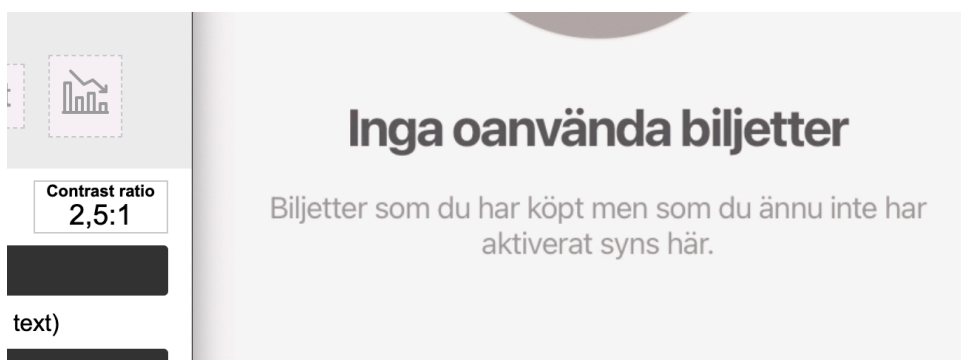 Contrast ratio
2,5:1
text)
Inga oanvända biljetter
Biljetter som du har köpt men som du ännu inte har
aktiverat syns här.